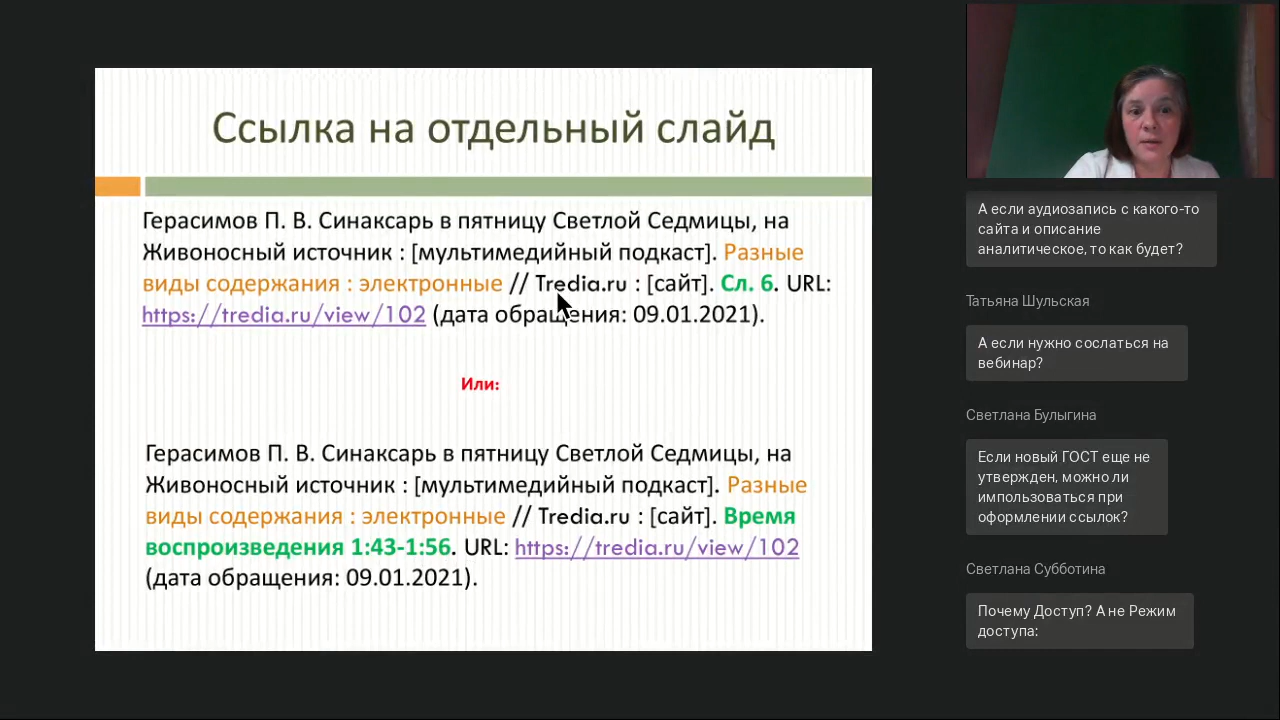 Ссылка на отдельный слайд
Герасимов П. В. Синаксарь в пятницу Светлой Седмицы, на
Живоносный источник : [мультимедийный подкаст]. Разные
виды содержания : электронные // Tredia.ru : [сайт]. Сл. 6. URL:
https://tredia.ru/view/102 (дата обращения: 09.01.2021).
Или:
Герасимов П. В. Синаксарь в пятницу Светлой Седмицы, на
Живоносный источник : [мультимедийный подкаст]. Разные
виды содержания : электронные // Tredia.ru : [сайт]. Время
воспроизведения 1:43-1:56. URL: https://tredia.ru/view/102
(дата обращения: 09.01.2021).
А если аудиозапись с какого-то
сайта и описание
аналитическое, то как будет?
Татьяна Шульская
А если нужно сослаться на
вебинар?
Светлана Булыгина
Если новый ГОСТ еще не
утвержден, можно ли
импользоваться при
оформлении ссылок?
Светлана Субботина
Почему Доступ? А не Режим
доступа: